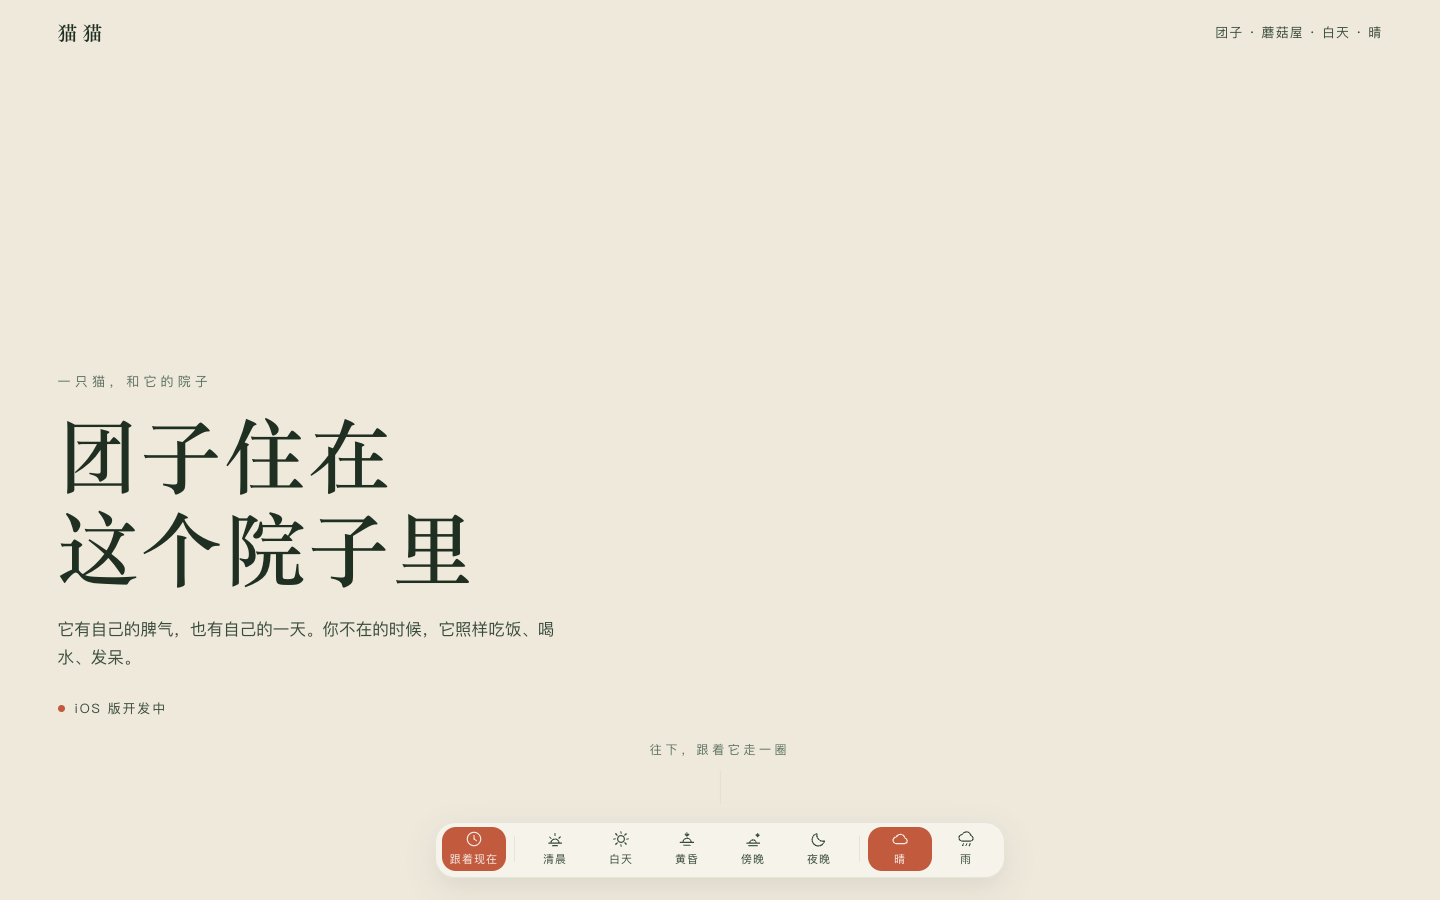 猫猫
团子 · 蘑菇屋 · 白天 · 晴
一只猫，和它的院子
团子住在
这个院子里
它有自己的脾气，也有自己的一天。你不在的时候，它照样吃饭、喝
水、发呆。
iOS 版开发中
往下，跟着它走一圈
跟着现在
清晨
白天
黄昏
傍晚
夜晚
晴
雨